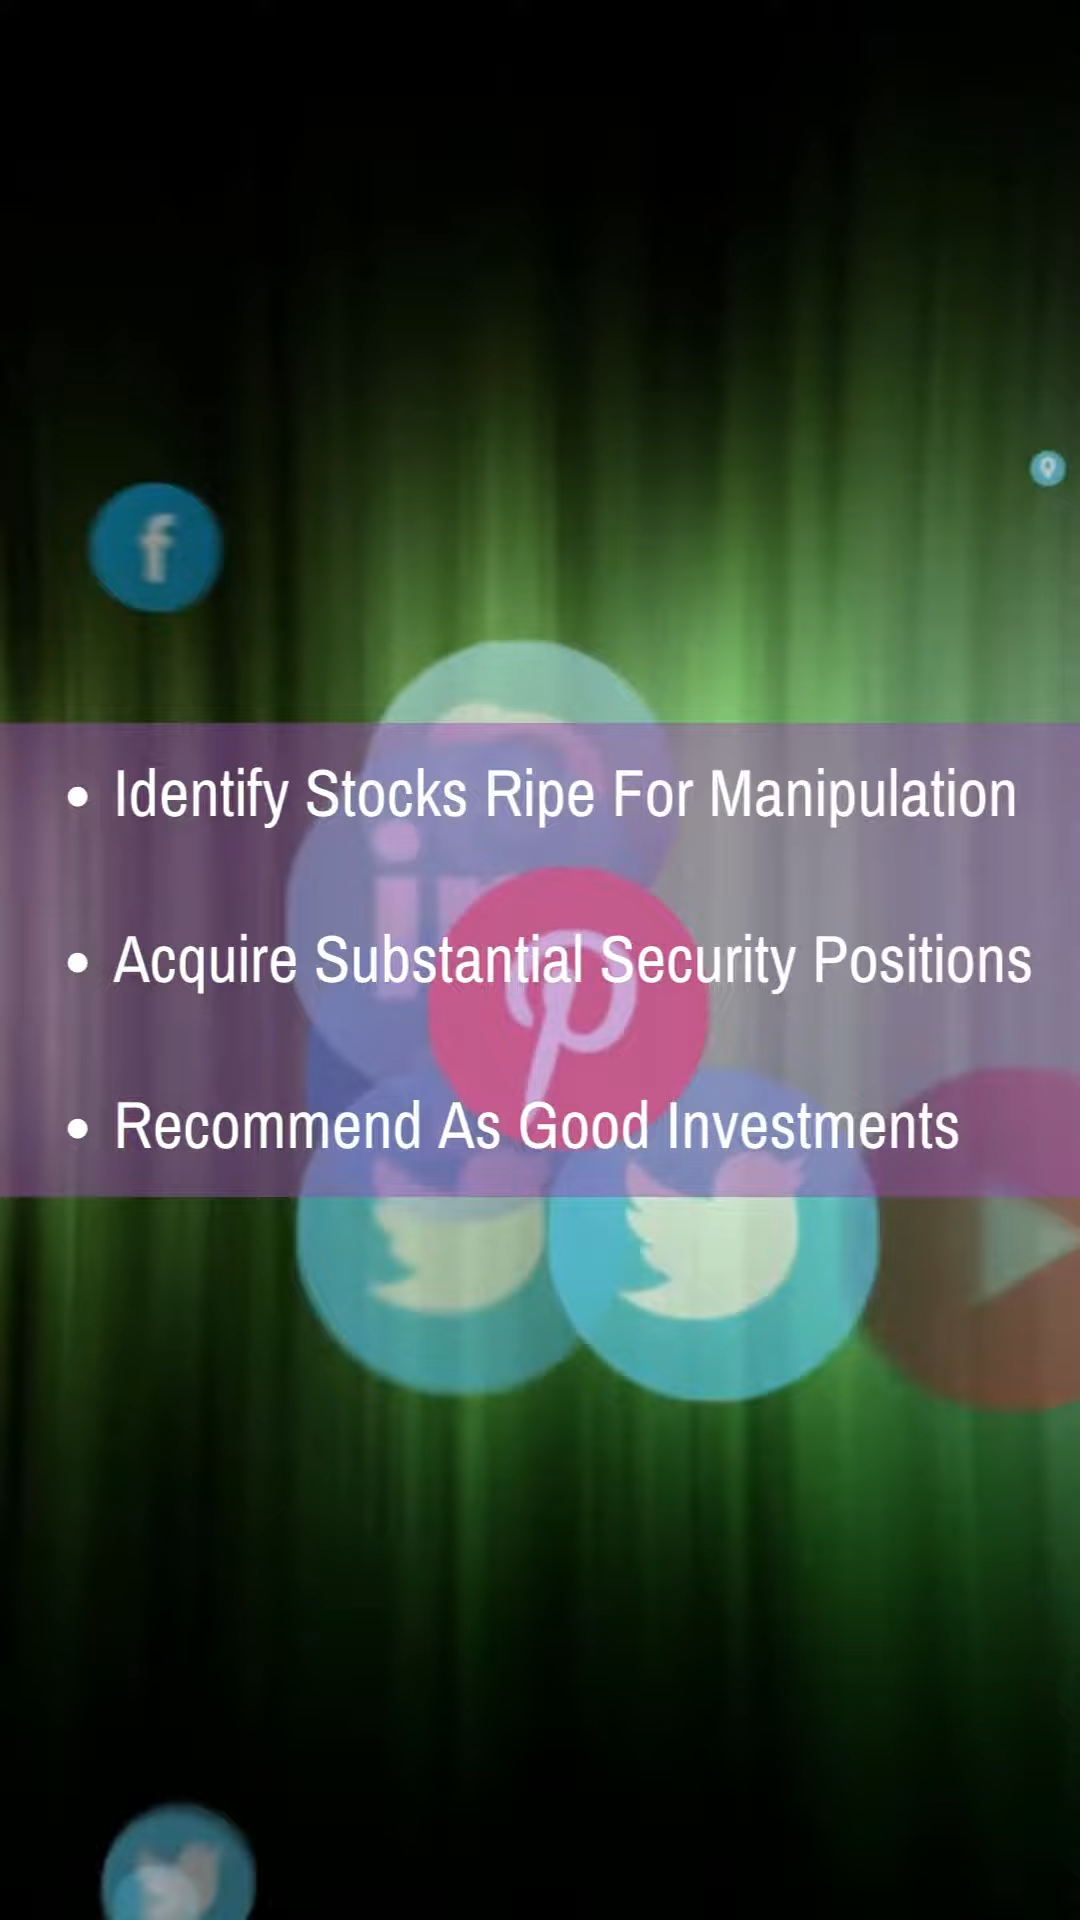 • Identify Stocks Ripe For Manipulation
• Acquire Substantial Security Positions
• Recommend As Good Investments